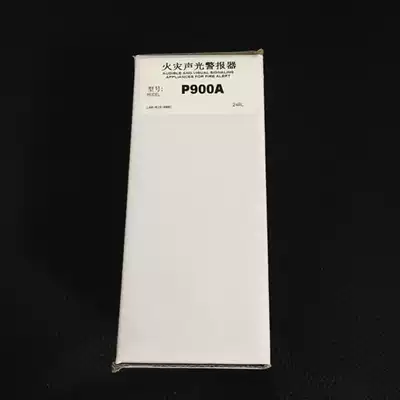 火灾声光警报器
AUDIBLE AND VISUAL SIGNALING
APPLIANCES FOR FIRE ALERT
型号: P900A
MODEL